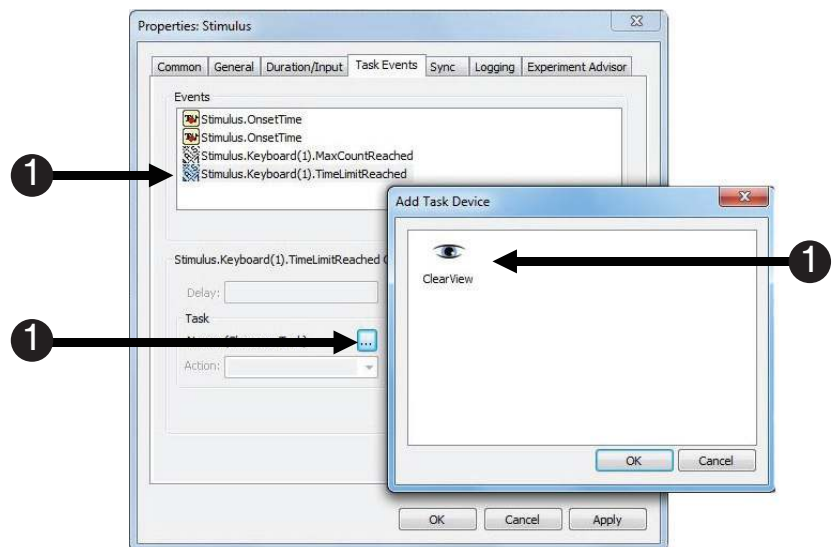 Properties: Stimulus
Common General Duration/Input Task Events Sync Logging Experiment Advisor
Events
Stimulus.OnsetTime
Stimulus.OnsetTime
Stimulus.Keyboard(1).MaxCountReached
1
Stimulus.Keyboard(1).TimeLimitReached
Add Task Device
ClearView
1
Stimulus.Keyboard(1).TimeLimitReached
Delay:
Task
1
...
Action:
OK Cancel
OK Cancel Apply